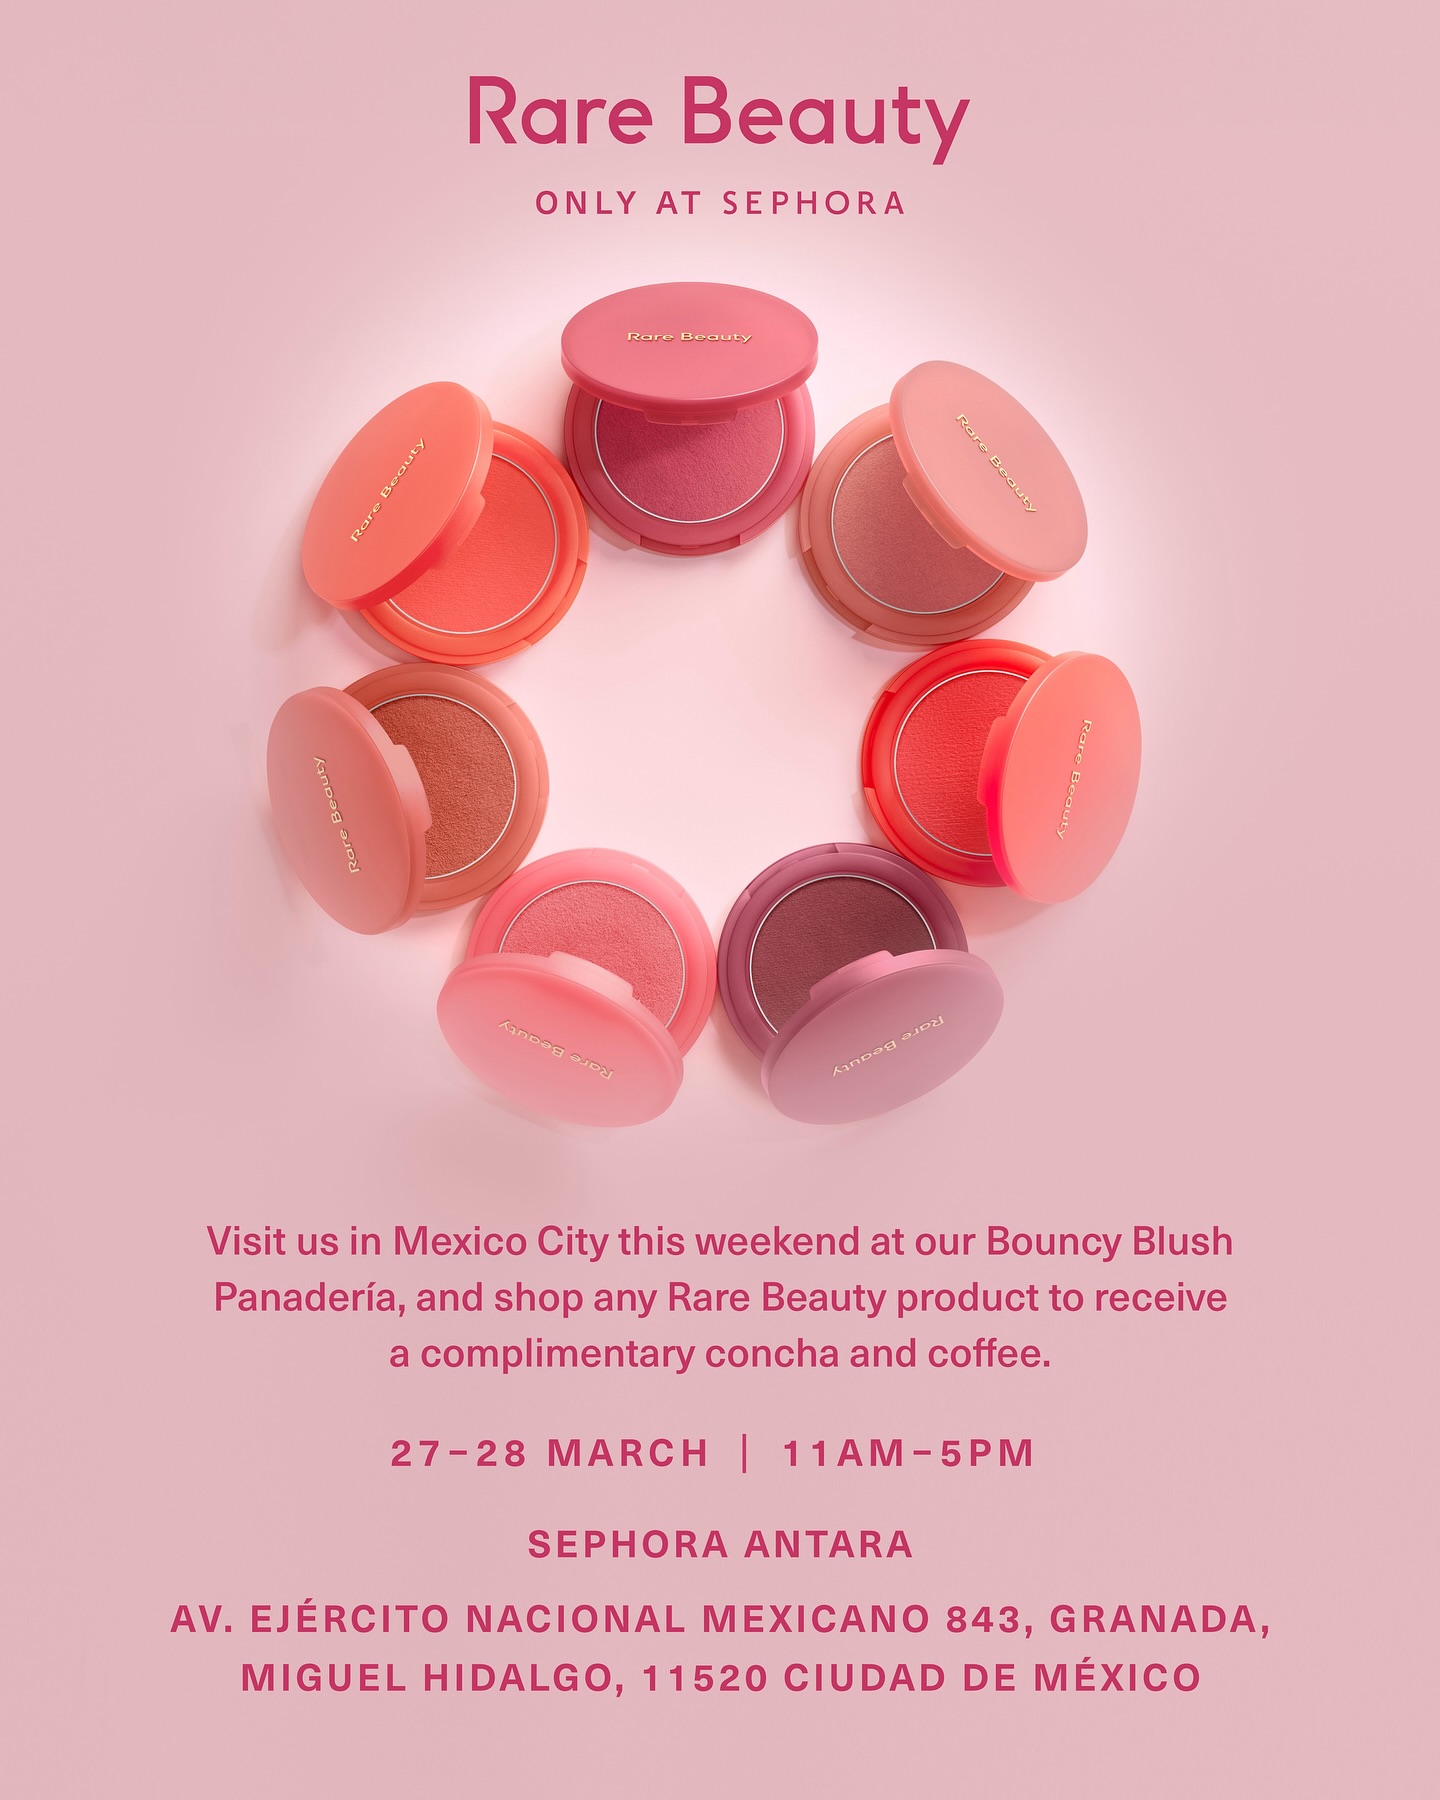 Rare Beauty
ONLY AT SEPHORA
Rare Beauty
Rare Beauty
Rare Beauty
Rare Beauty
Rare Beauty
Rare Beauty
Rare Beauty
Visit us in Mexico City this weekend at our Bouncy Blush
Panadería, and shop any Rare Beauty product to receive
a complimentary concha and coffee.
27–28 MARCH | 11AM–5PM
SEPHORA ANTARA
AV. EJÉRCITO NACIONAL MEXICANO 843, GRANADA,
MIGUEL HIDALGO, 11520 CIUDAD DE MÉXICO